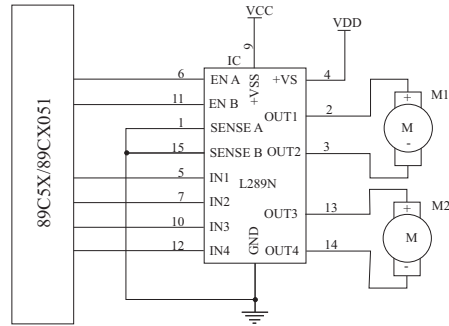 VCC
VDD
IC
9
6
EN A
+VSS
+VS
4
11
EN B
OUT1
2
M1
+
M
-
1
SENSE A
15
SENSE B
OUT2
3
5
IN1
L289N
7
IN2
OUT3
13
M2
+
M
-
10
IN3
12
IN4
GND
OUT4
14
89C5X/89CX051